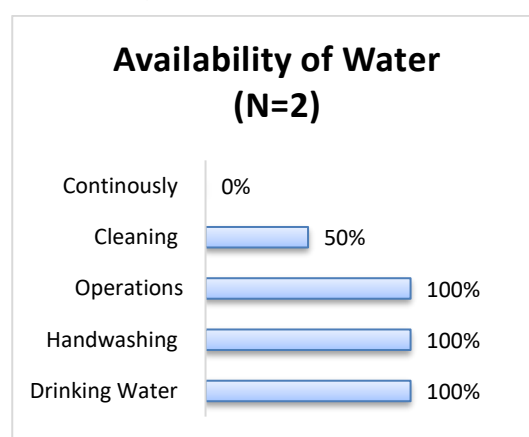 Availability of Water
(N=2)
Continously 0%
Cleaning 50%
Operations 100%
Handwashing 100%
Drinking Water 100%